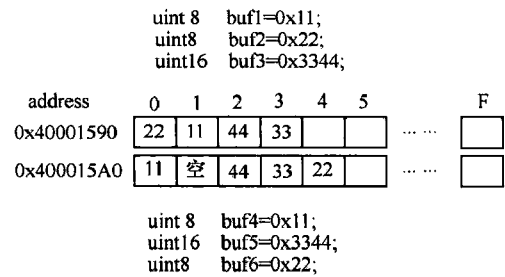 uint 8 buf1=0x11;
uint8 buf2=0x22;
uint16 buf3=0x3344;
address 0 1 2 3 4 5 F
0x40001590 22 11 44 33 ... ...
0x400015A0 11 空 44 33 22 ... ...
uint 8 buf4=0x11;
uint16 buf5=0x3344;
uint8 buf6=0x22;